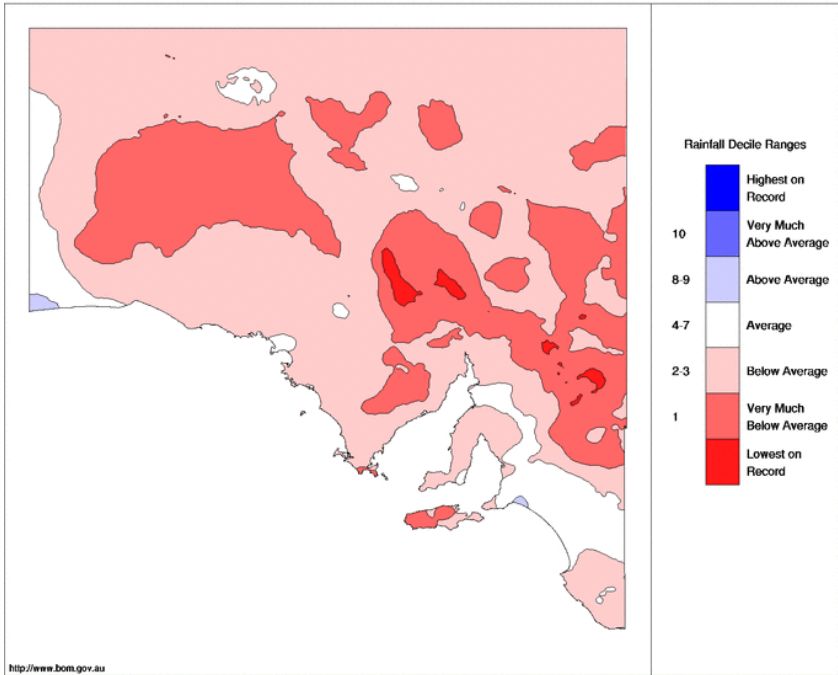 Rainfall Decile Ranges
Highest on
Record
10
Very Much
Above Average
8-9
Above Average
4-7
Average
2-3
Below Average
1
Very Much
Below Average
Lowest on
Record
http://www.bom.gov.au